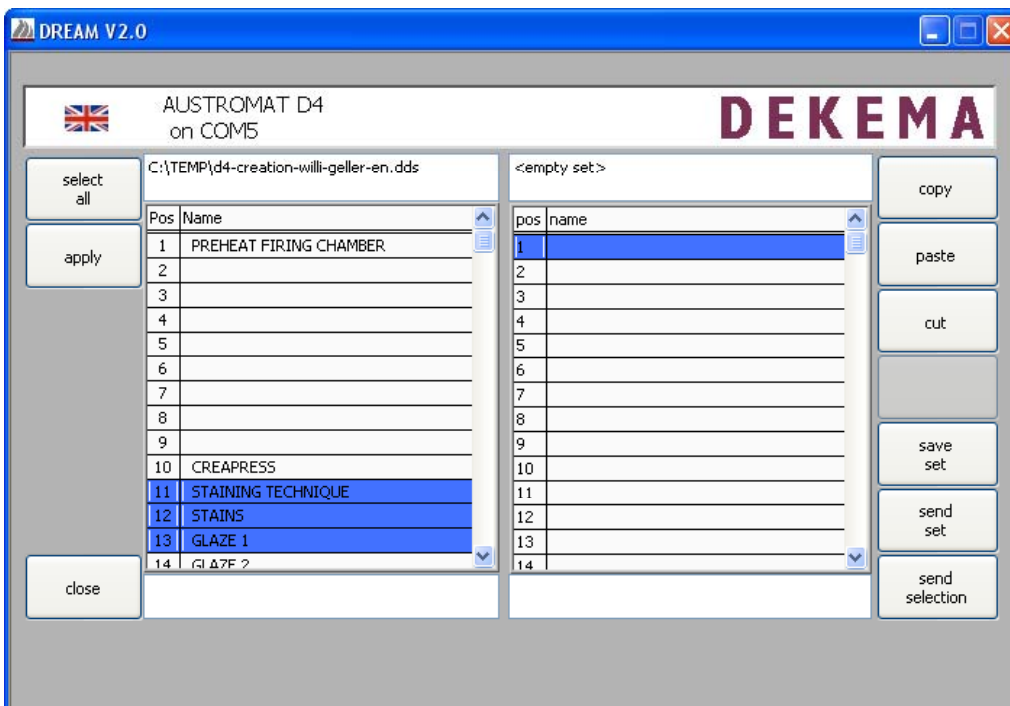 DREAM V2.0
AUSTROMAT D4
on COM5
DEKEMA
select
all
apply
close
C:\TEMP\d4-creation-willi-geller-en.dds
Pos Name
1 PREHEAT FIRING CHAMBER
2
3
4
5
6
7
8
9
10 CREAPRESS
11 STAINING TECHNIQUE
12 STAINS
13 GLAZE 1
14 GLAZE 2
<empty set>
pos name
1
2
3
4
5
6
7
8
9
10
11
12
13
14
copy
paste
cut
save
set
send
set
send
selection